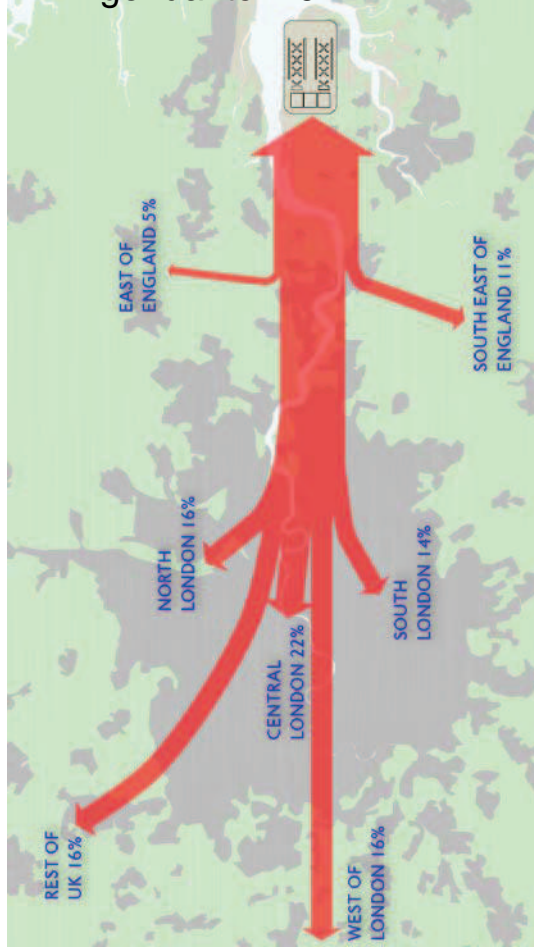 REST OF
UK 16%
NORTH
LONDON 16%
EAST OF
ENGLAND 5%
CENTRAL
LONDON 22%
WEST OF
LONDON 16%
SOUTH
LONDON 14%
SOUTH EAST OF
ENGLAND 11%